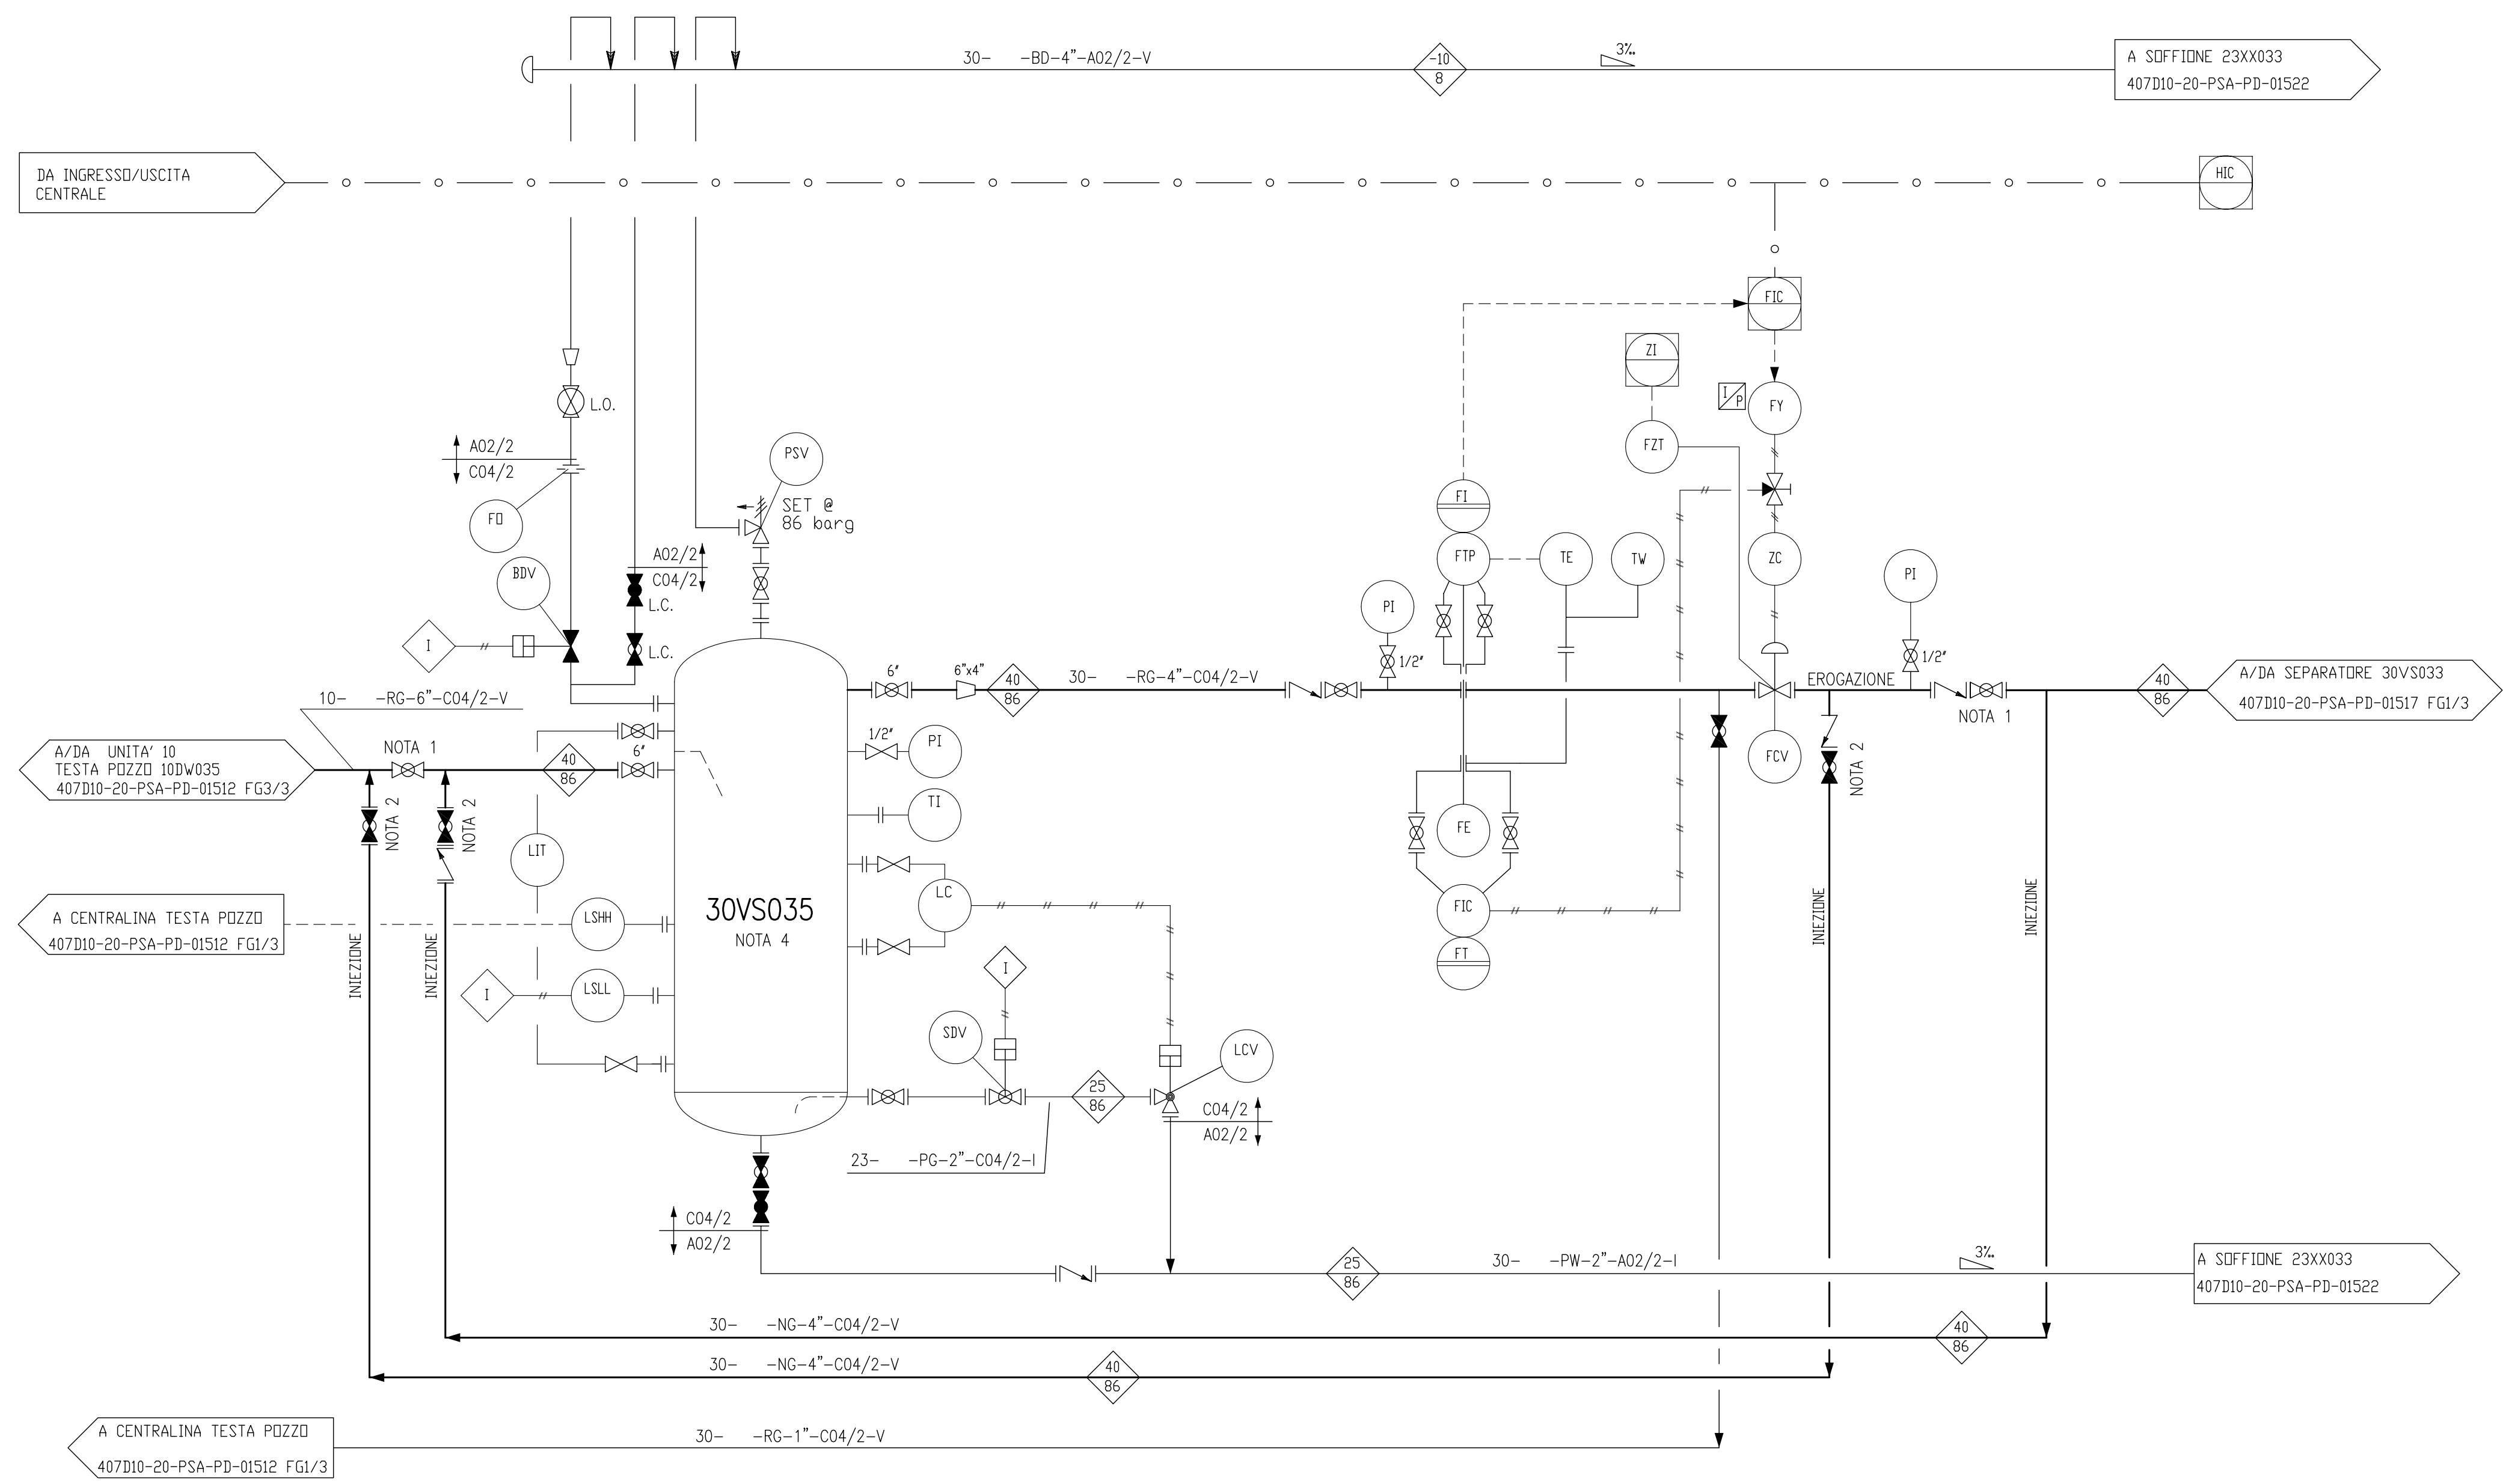 30-    -BD-4”-A02/2-V
-10
8
3‰
A SOFFIONE 23XX033
407D10-20-PSA-PD-01522
DA INGRESSO/USCITA
CENTRALE
HIC
FIC
ZI
I/P
FY
FZT
L.O.
A02/2
C04/2
FO
PSV
SET @
86 barg
BDV
A02/2
C04/2
L.C.
L.C.
I
FI
FTP
TE
TW
ZC
PI
1/2"
PI
1/2"
10-    -RG-6”-C04/2-V
6"
6”x4”
40
86
30-    -RG-4”-C04/2-V
EROGAZIONE
NOTA 1
40
86
A/DA SEPARATORE 30VS033
407D10-20-PSA-PD-01517 FG1/3
A/DA  UNITA’ 10
TESTA POZZO 10DW035
407D10-20-PSA-PD-01512 FG3/3
NOTA 1
40
86
6"
1/2"
PI
TI
FCV
NOTA 2
NOTA 2
NOTA 2
LIT
FE
LC
FIC
FT
30VS035
NOTA 4
A CENTRALINA TESTA POZZO
407D10-20-PSA-PD-01512 FG1/3
LSHH
LSLL
I
INIEZIONE
INIEZIONE
INIEZIONE
INIEZIONE
I
SDV
LCV
25
86
C04/2
A02/2
23-    -PG-2”-C04/2-I
C04/2
A02/2
25
86
30-    -PW-2”-A02/2-I
3‰
A SOFFIONE 23XX033
407D10-20-PSA-PD-01522
30-    -NG-4”-C04/2-V
40
86
30-    -NG-4”-C04/2-V
40
86
A CENTRALINA TESTA POZZO
407D10-20-PSA-PD-01512 FG1/3
30-    -RG-1”-C04/2-V